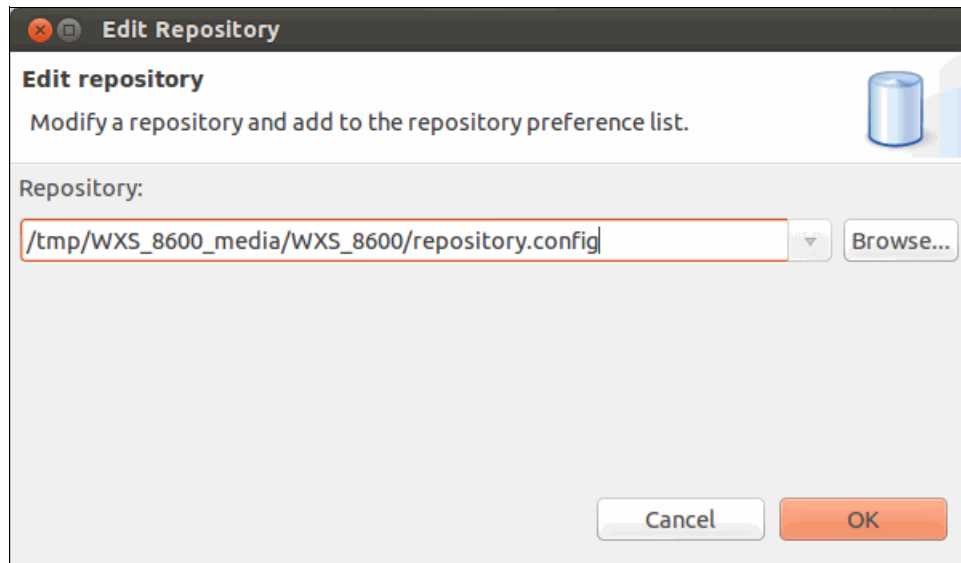 Edit Repository
Edit repository
Modify a repository and add to the repository preference list.
Repository:
/tmp/WXS_8600_media/WXS_8600/repository.config
Browse...
Cancel
OK